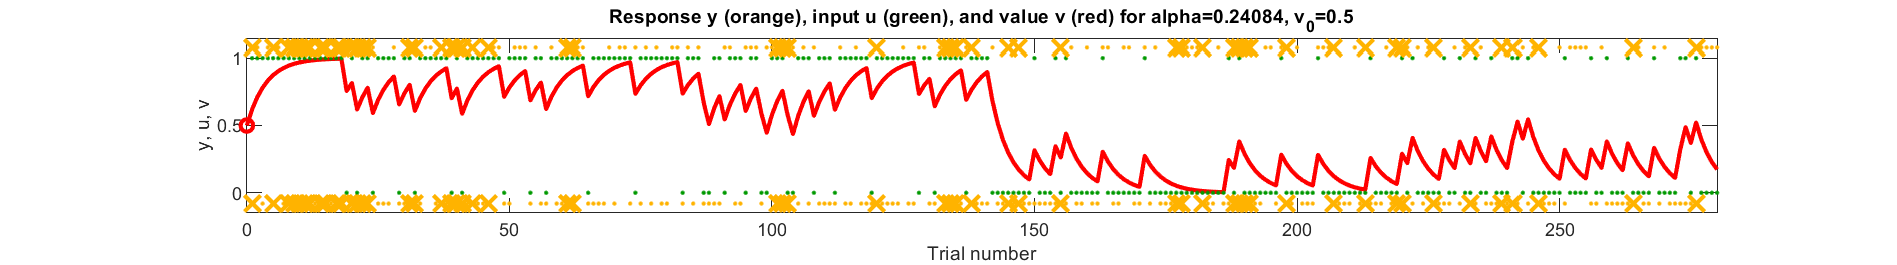 Response y (orange), input u (green), and value v (red) for alpha=0.24084, v0=0.5
y, u, v
1
0.5
0
0 50 100 150 200 250
Trial number